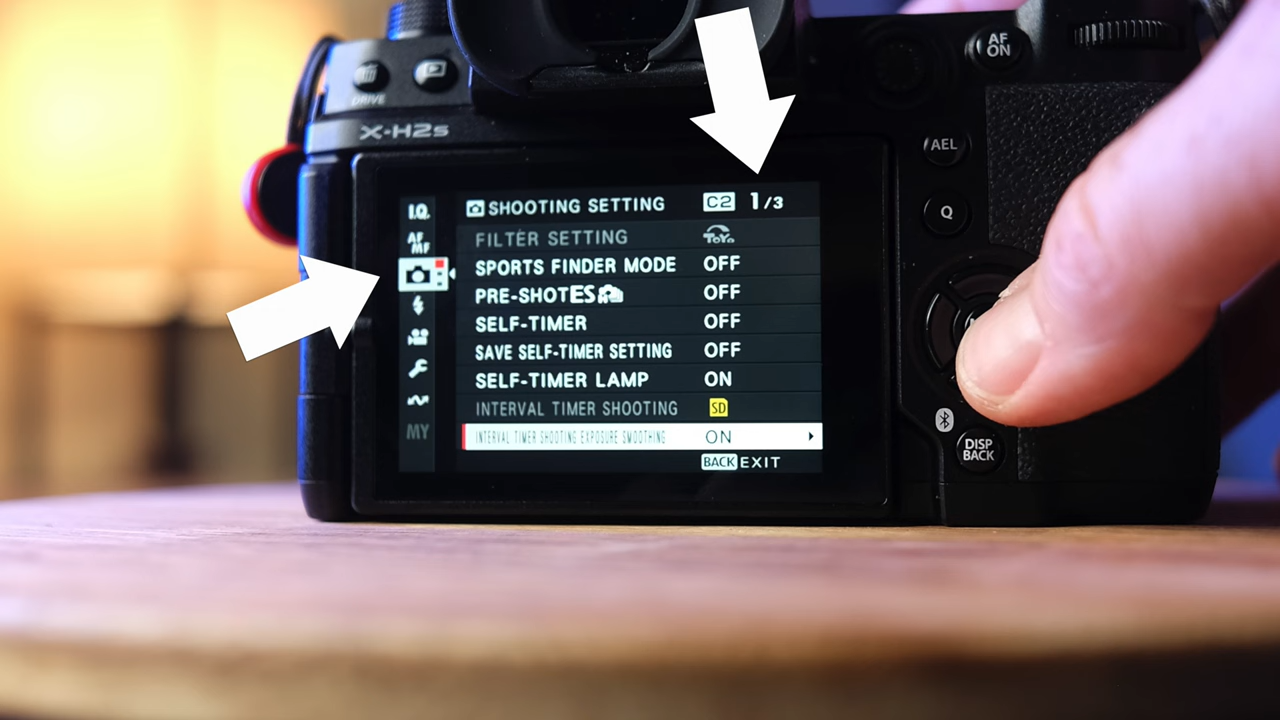 AF ON
DRIVE
X-H2s
AEL
Q
I.Q.
SHOOTING SETTING C2 1/3
AF MF
FILTER SETTING
SPORTS FINDER MODE OFF
PRE-SHOTES OFF
SELF-TIMER OFF
SAVE SELF-TIMER SETTING OFF
SELF-TIMER LAMP ON
INTERVAL TIMER SHOOTING SD
MY
INTERVAL TIMER SHOOTING EXPOSURE SMOOTHING ON
BACK EXIT
DISP BACK